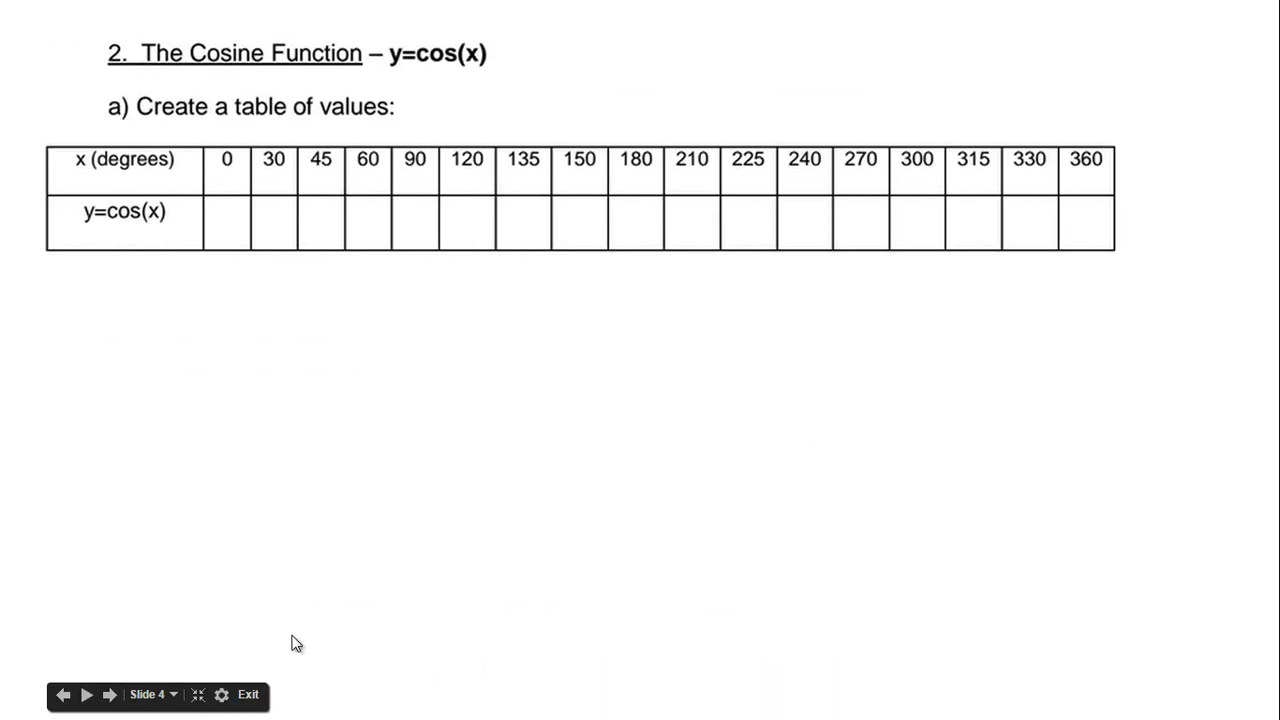 2. The Cosine Function – y=cos(x)
a) Create a table of values:
x (degrees) 0 30 45 60 90 120 135 150 180 210 225 240 270 300 315 330 360
y=cos(x)
Slide 4 Exit